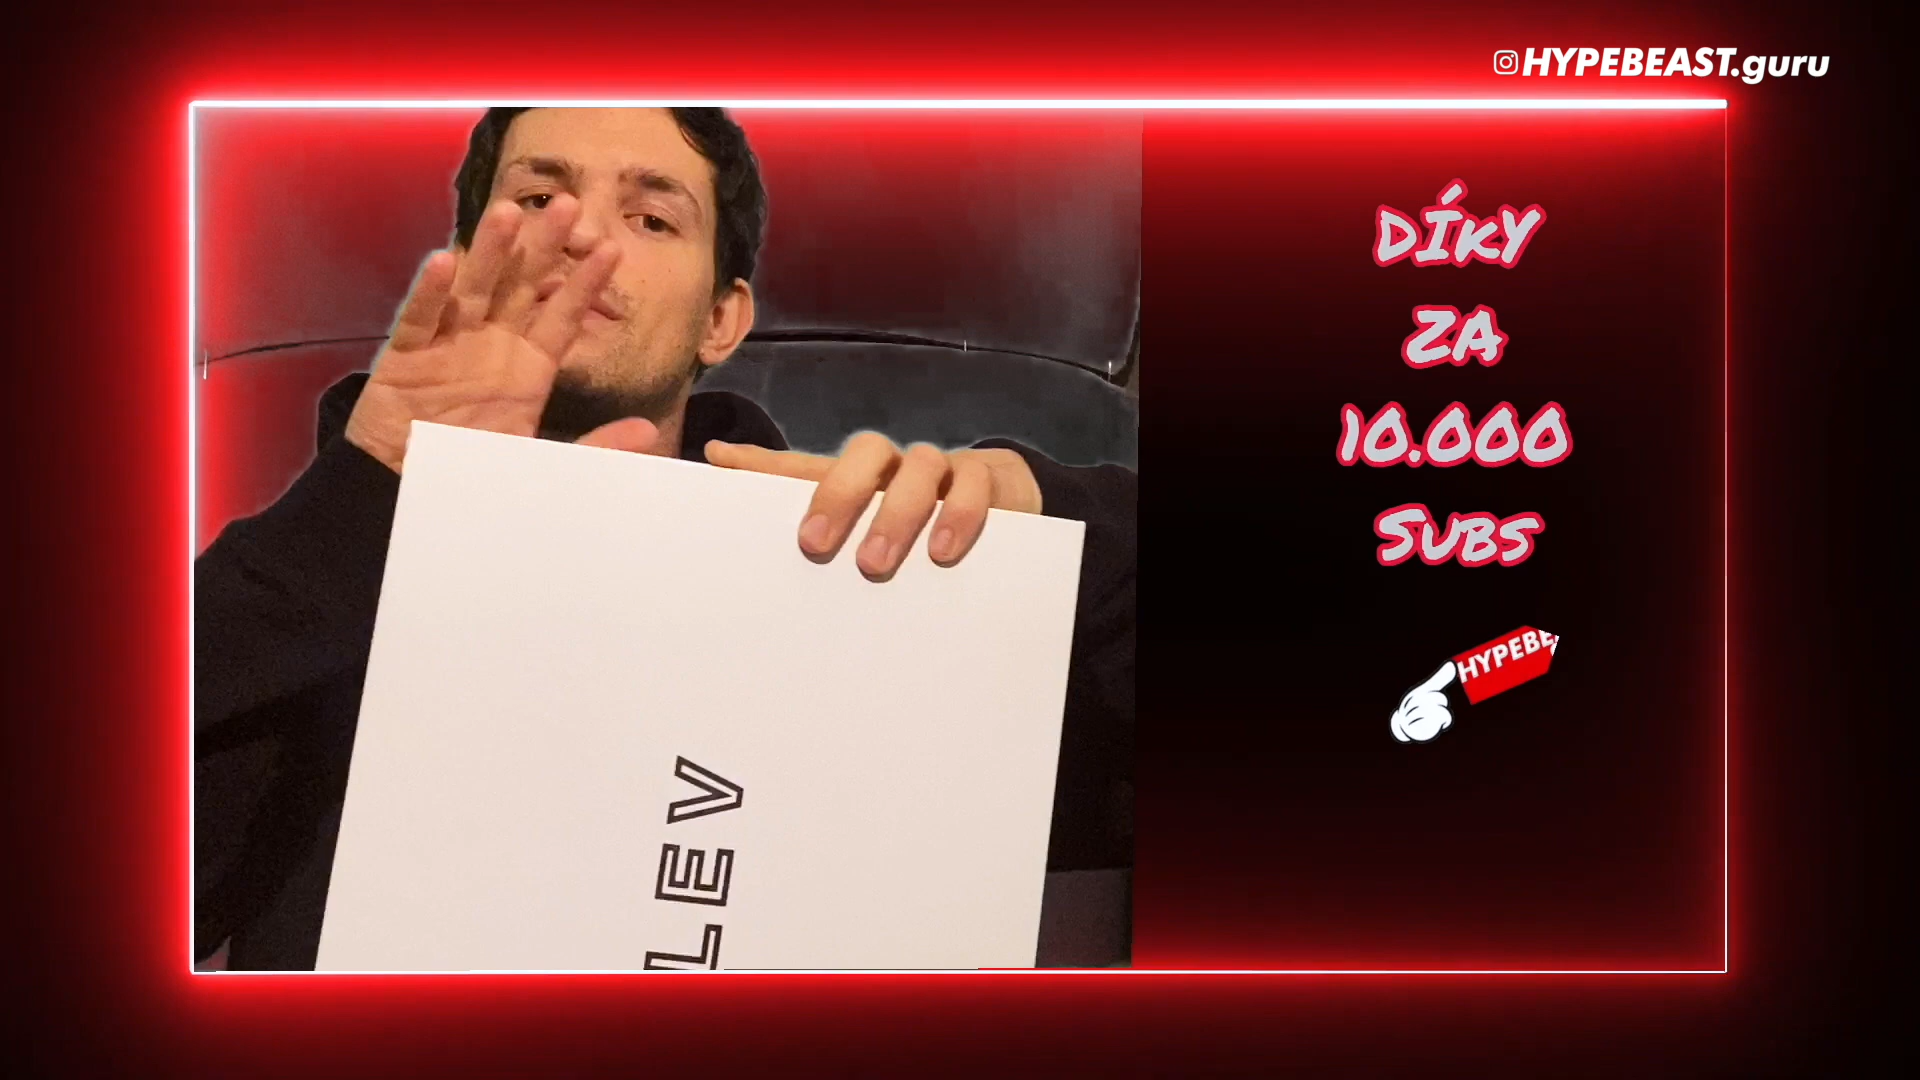 HYPEBEAST.guru
DÍKY
ZA
10.000
SUBS
HYPEBE
LEV